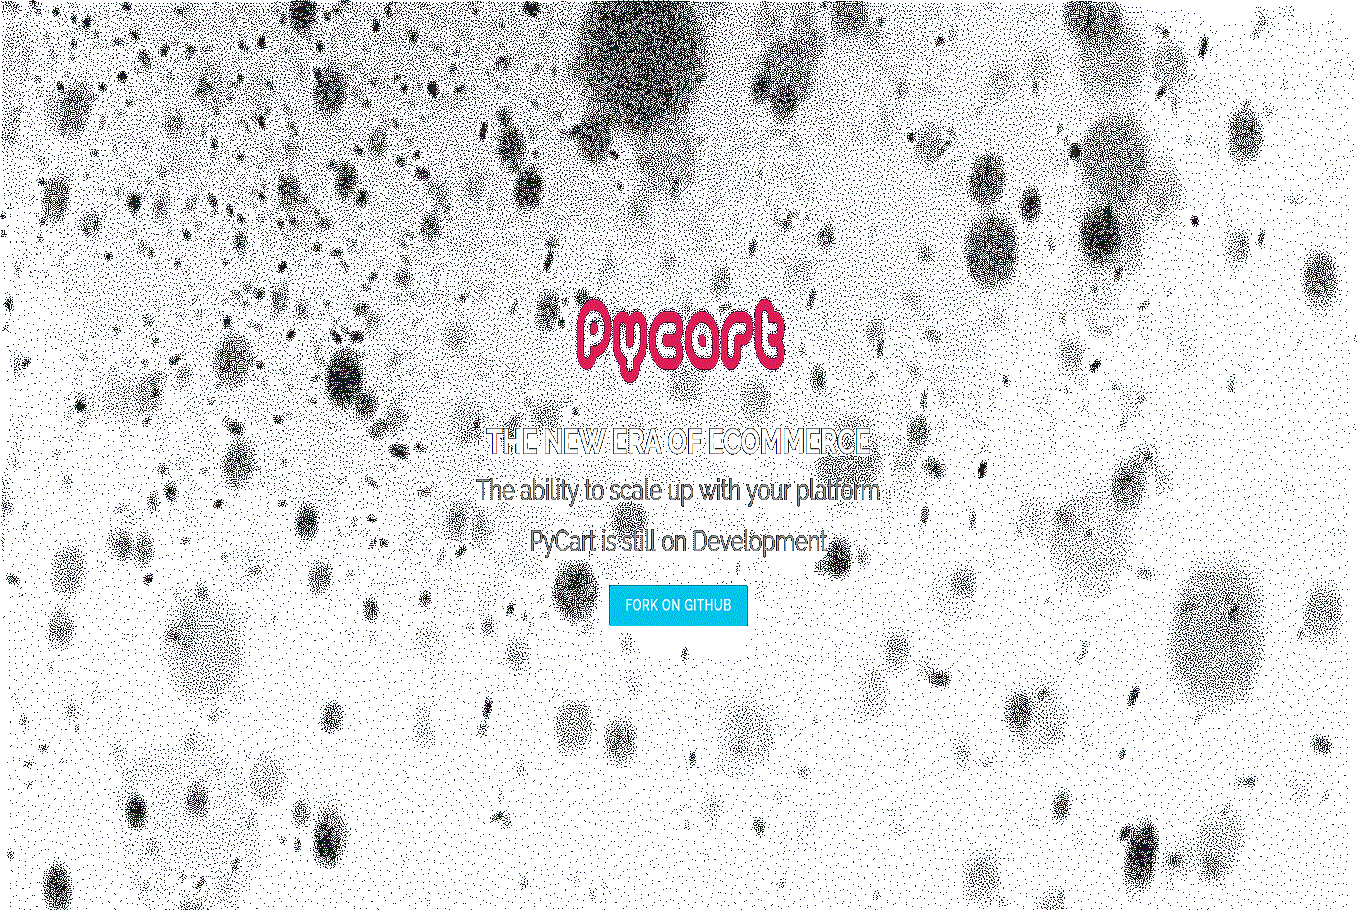 Pycart
THE NEW ERA OF ECOMMERCE
The ability to scale up with your platform
PyCart is still on Development.
FORK ON GITHUB